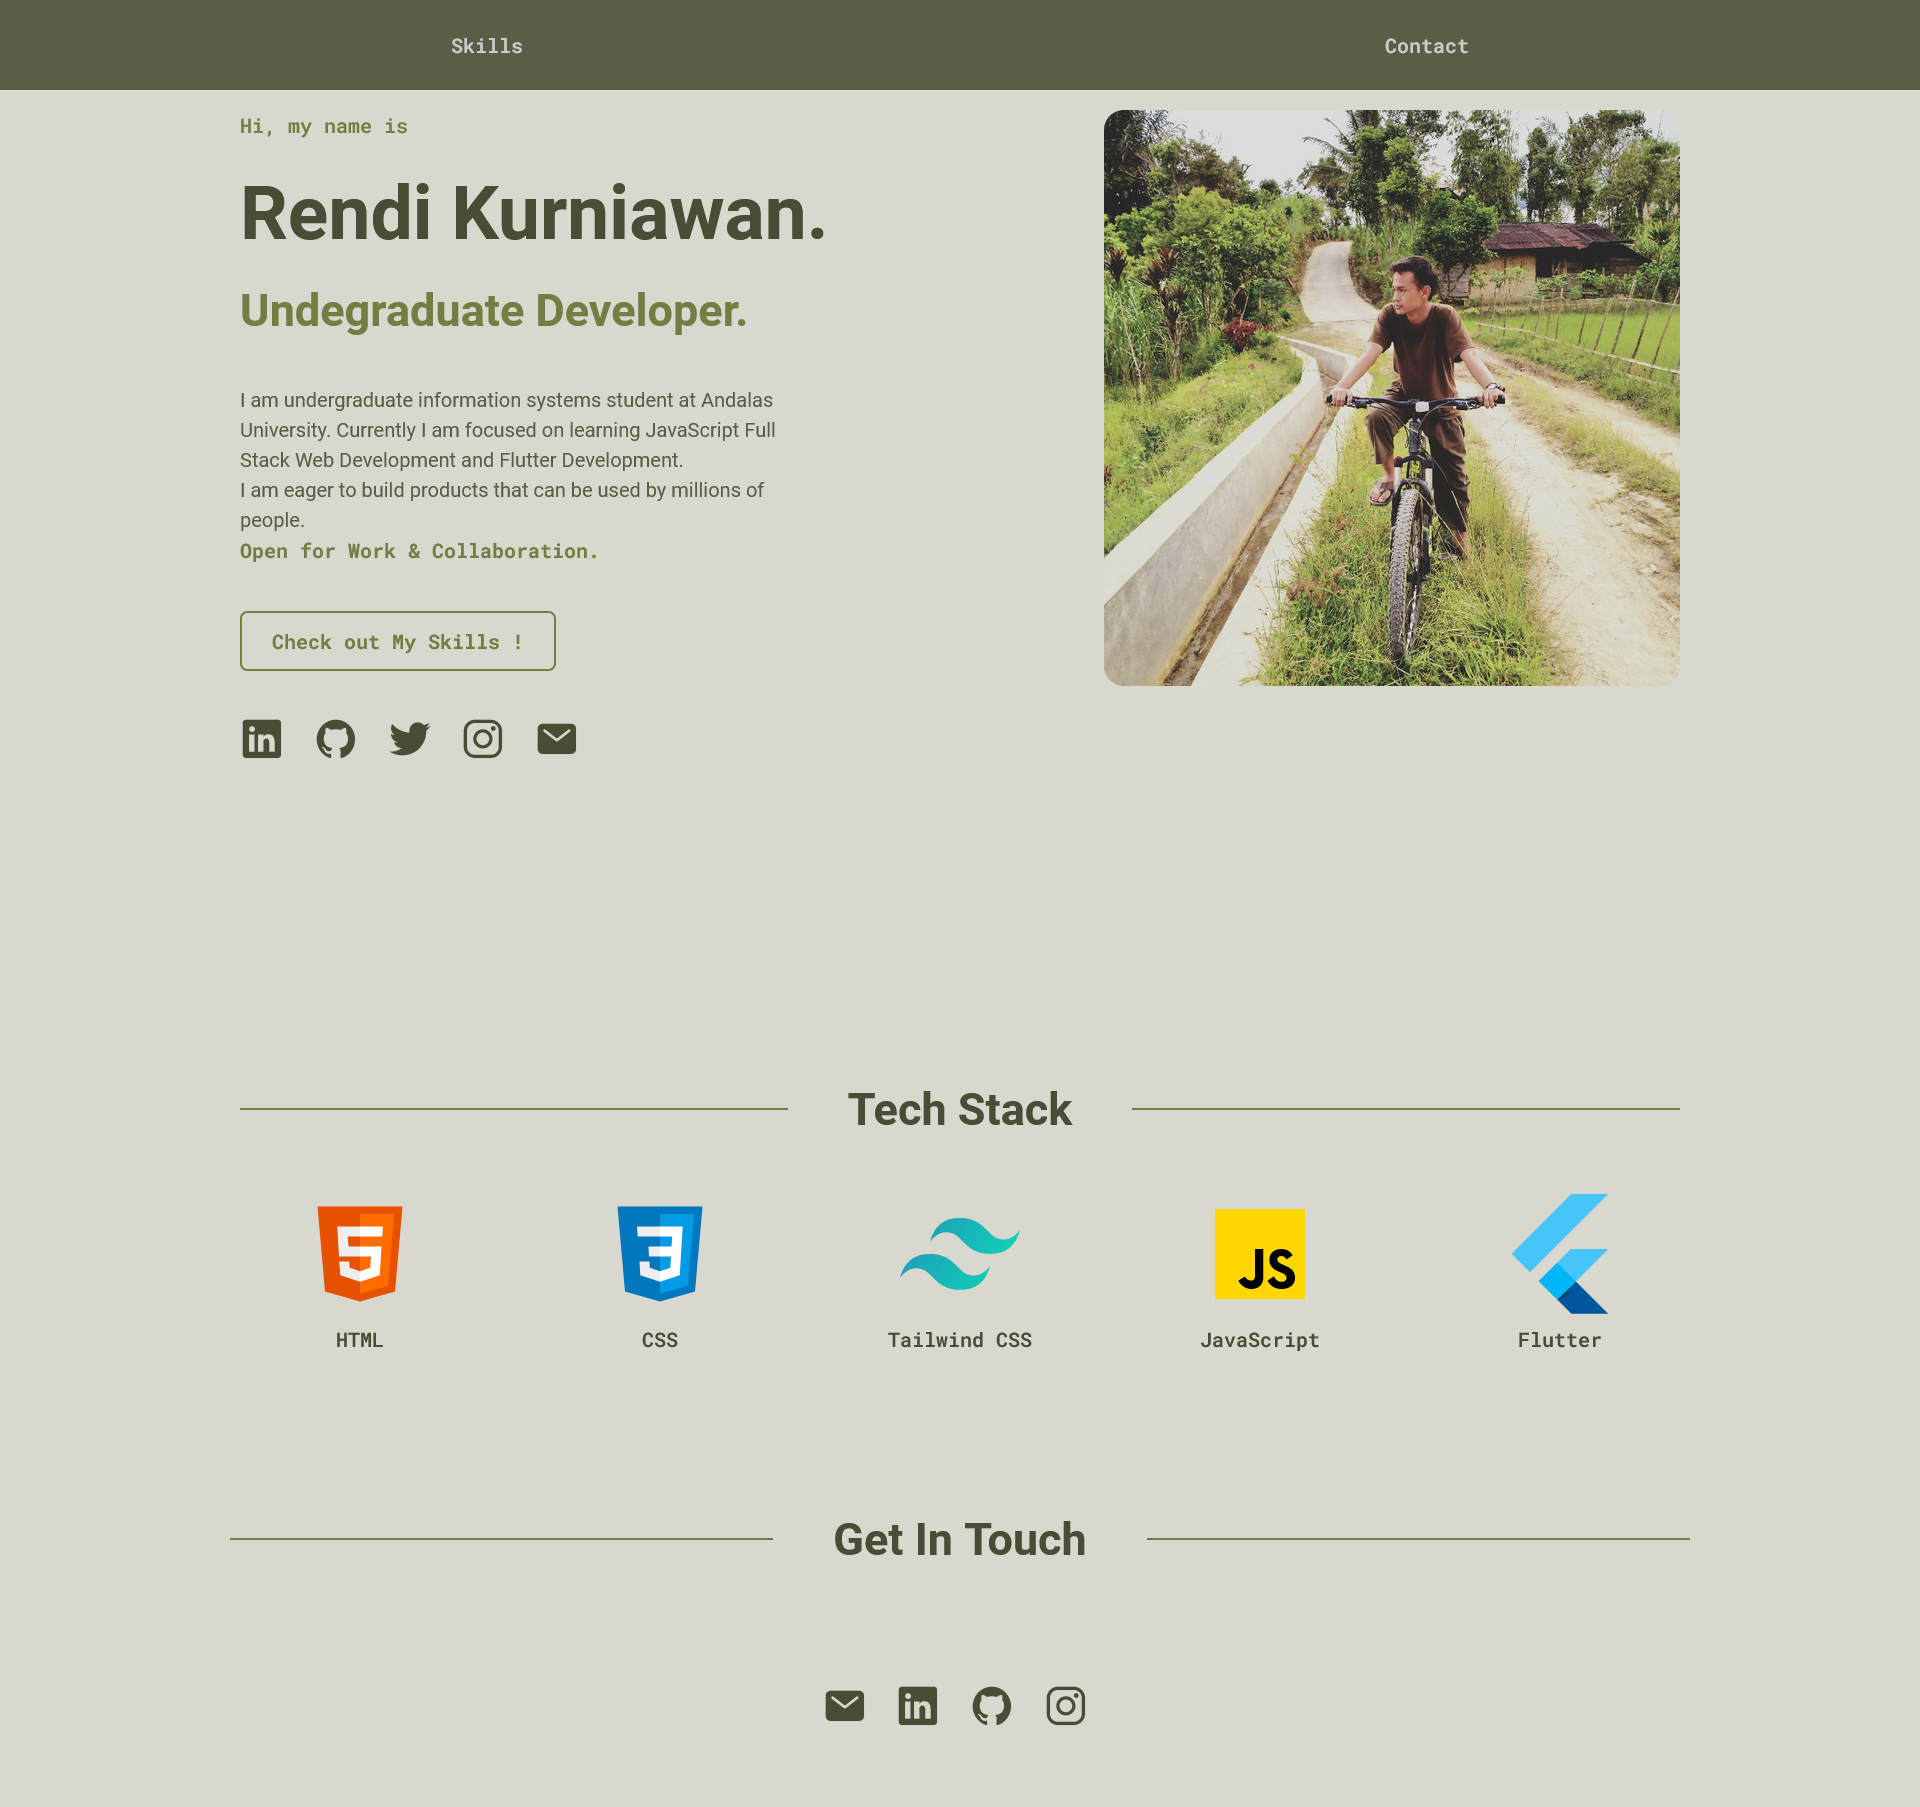 Skills
Contact
Hi, my name is
Rendi Kurniawan.
Undegraduate Developer.
I am undergraduate information systems student at Andalas
University. Currently I am focused on learning JavaScript Full
Stack Web Development and Flutter Development.
I am eager to build products that can be used by millions of
people.
Open for Work & Collaboration.
Check out My Skills !
in
Tech Stack
5
3
JS
HTML
CSS
Tailwind CSS
JavaScript
Flutter
Get In Touch
in